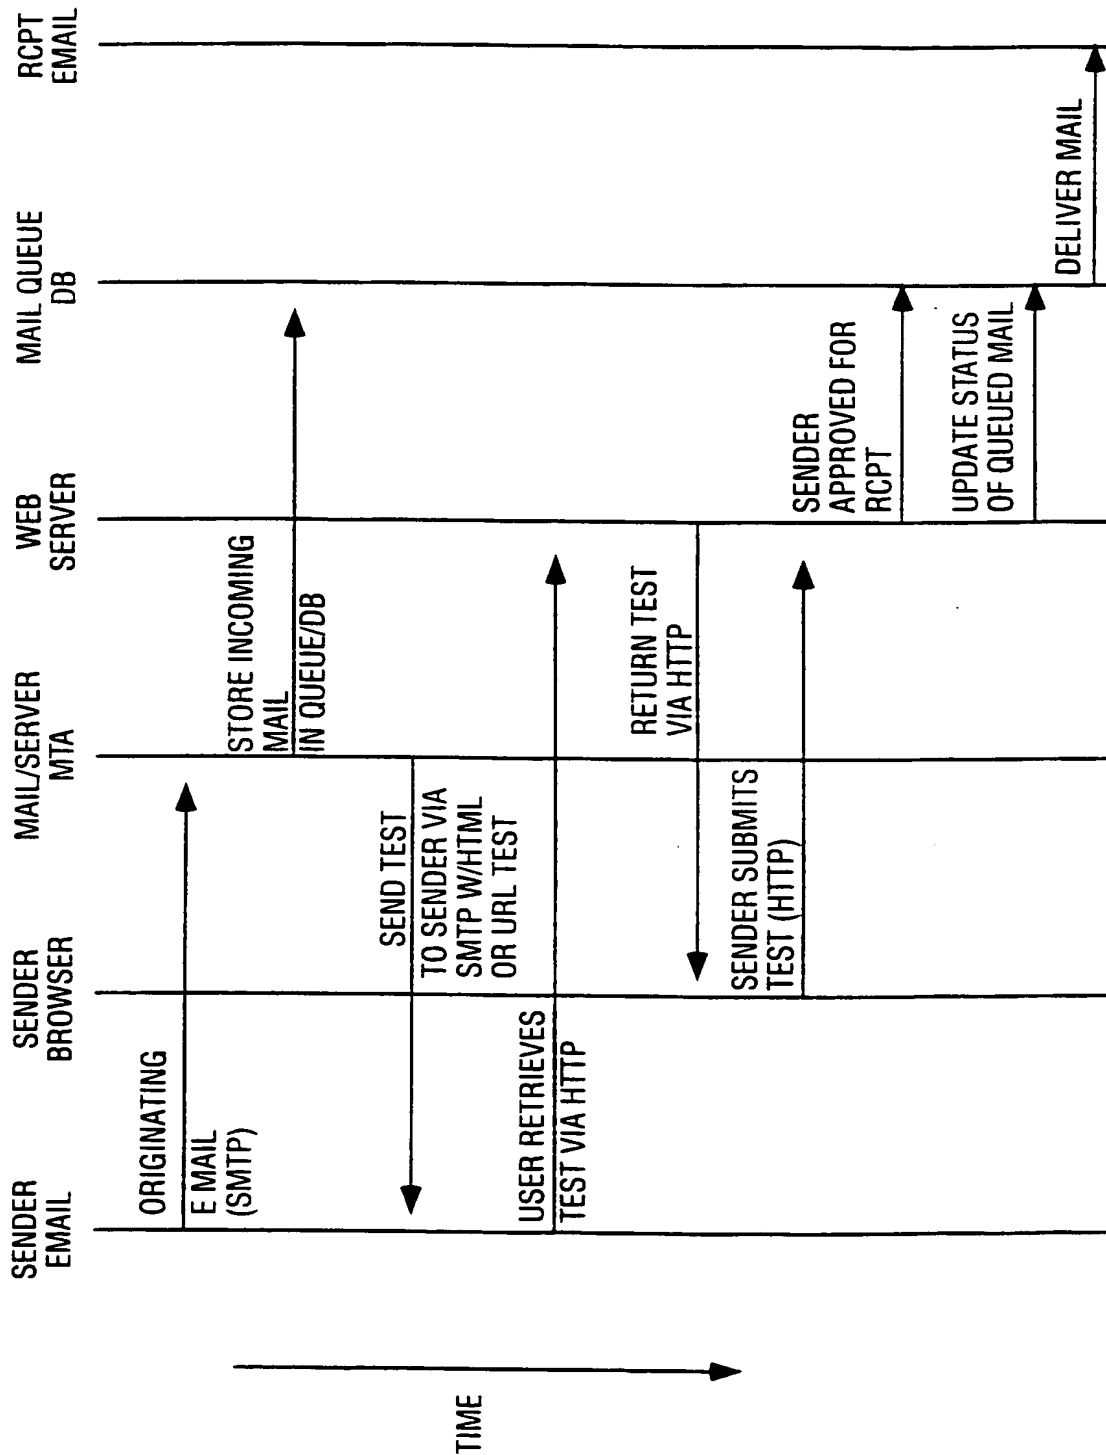 SENDER
EMAIL
SENDER
BROWSER
MAIL/SERVER
MTA
WEB
SERVER
MAIL QUEUE
DB
RCPT
EMAIL
TIME
ORIGINATING
E MAIL
(SMTP)
STORE INCOMING
MAIL
IN QUEUE/DB
SEND TEST
TO SENDER VIA
SMTP W/HTML
OR URL TEST
USER RETRIEVES
TEST VIA HTTP
RETURN TEST
VIA HTTP
SENDER SUBMITS
TEST (HTTP)
SENDER
APPROVED FOR
RCPT
UPDATE STATUS
OF QUEUED MAIL
DELIVER MAIL